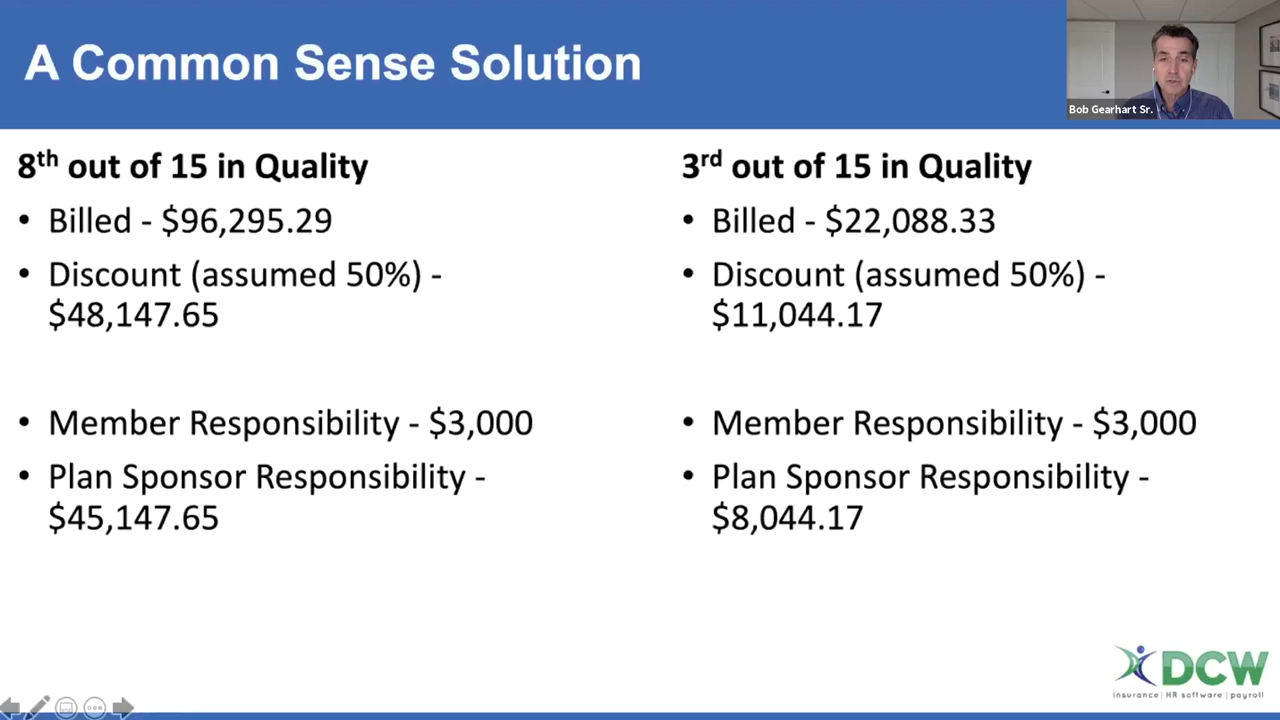 A Common Sense Solution
Bob Gearhart Sr.
8th out of 15 in Quality
• Billed - $96,295.29
• Discount (assumed 50%) -
$48,147.65
• Member Responsibility - $3,000
• Plan Sponsor Responsibility -
$45,147.65
3rd out of 15 in Quality
• Billed - $22,088.33
• Discount (assumed 50%) -
$11,044.17
• Member Responsibility - $3,000
• Plan Sponsor Responsibility -
$8,044.17
DCW
insurance | HR software | payroll